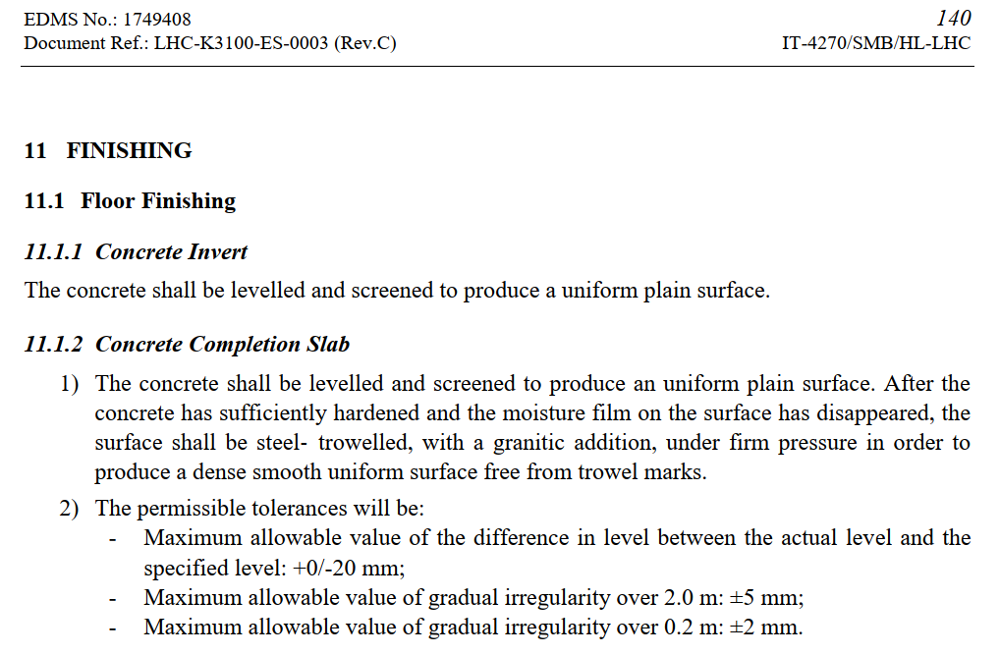 EDMS No.: 1749408
140
Document Ref.: LHC-K3100-ES-0003 (Rev.C)
IT-4270/SMB/HL-LHC
11 FINISHING
11.1 Floor Finishing
11.1.1 Concrete Invert
The concrete shall be levelled and screened to produce a uniform plain surface.
11.1.2 Concrete Completion Slab
1) The concrete shall be levelled and screened to produce an uniform plain surface. After the
concrete has sufficiently hardened and the moisture film on the surface has disappeared, the
surface shall be steel- trowelled, with a granitic addition, under firm pressure in order to
produce a dense smooth uniform surface free from trowel marks.
2) The permissible tolerances will be:
- Maximum allowable value of the difference in level between the actual level and the
specified level: +0/-20 mm;
- Maximum allowable value of gradual irregularity over 2.0 m: ±5 mm;
- Maximum allowable value of gradual irregularity over 0.2 m: ±2 mm.